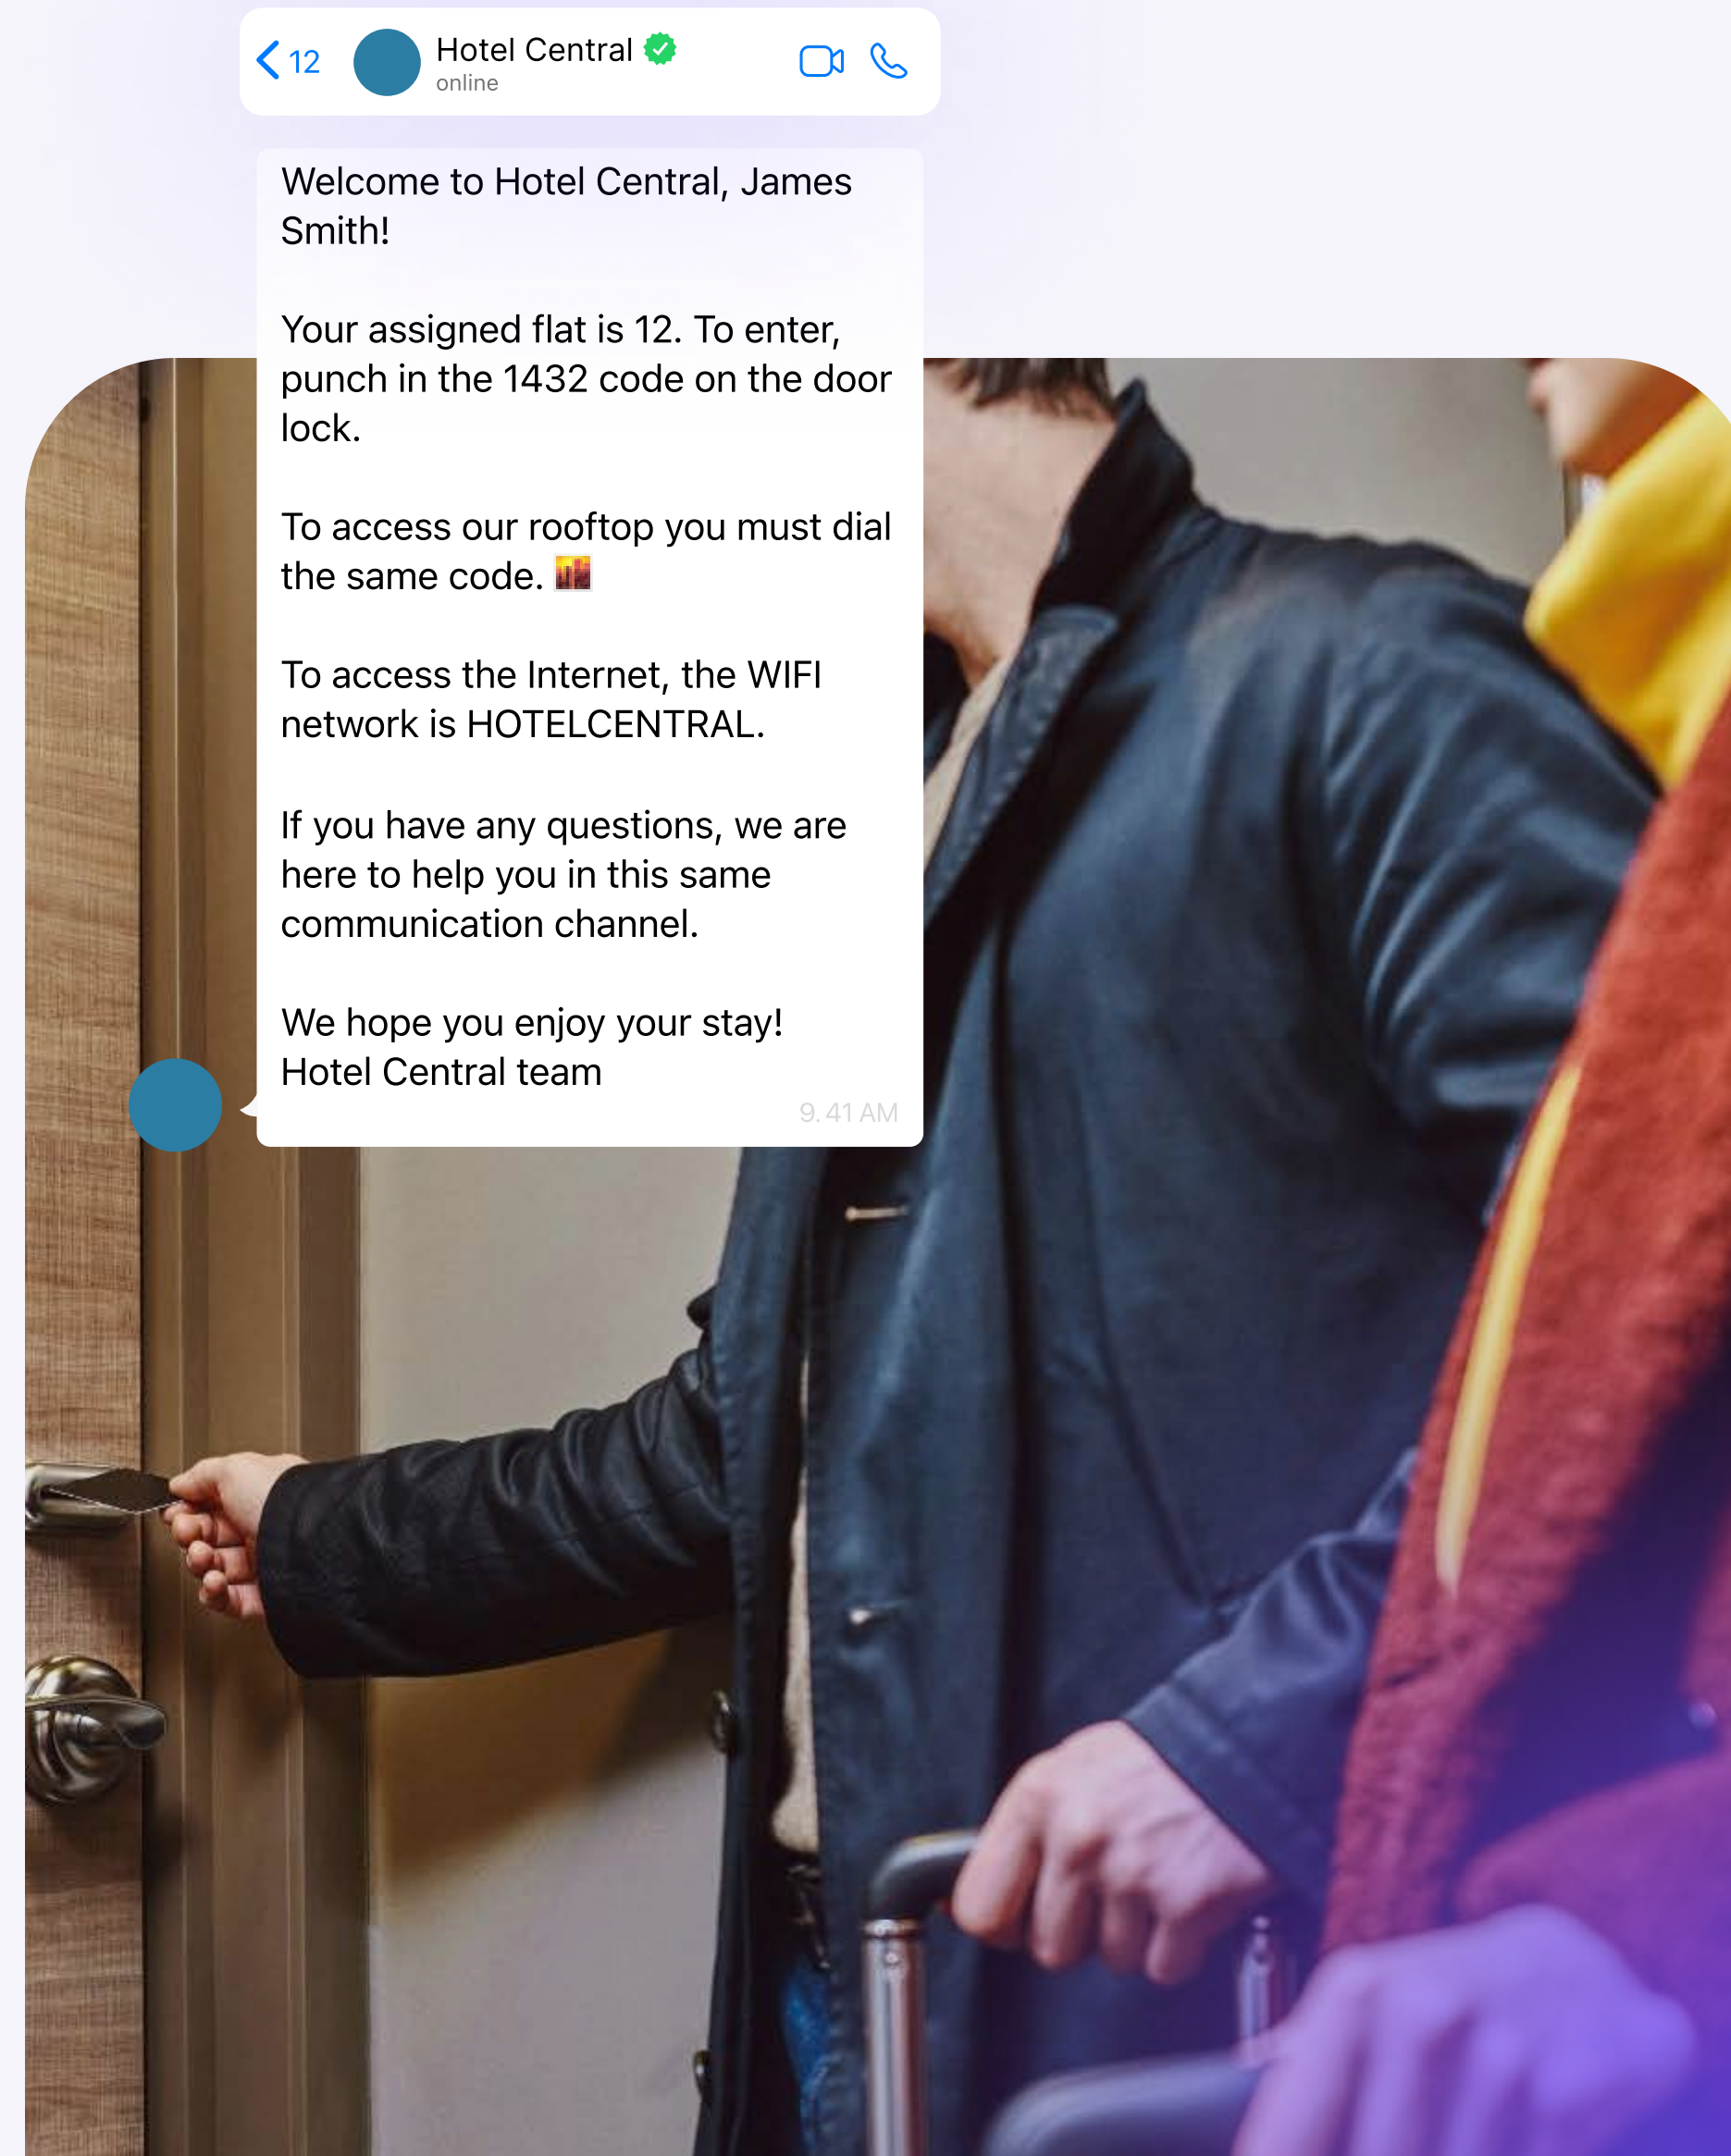 12
Hotel Central
online
Welcome to Hotel Central, James
Smith!
Your assigned flat is 12. To enter,
punch in the 1432 code on the door
lock.
To access our rooftop you must dial
the same code. 🌇
To access the Internet, the WIFI
network is HOTELCENTRAL.
If you have any questions, we are
here to help you in this same
communication channel.
We hope you enjoy your stay!
Hotel Central team
9.41 AM